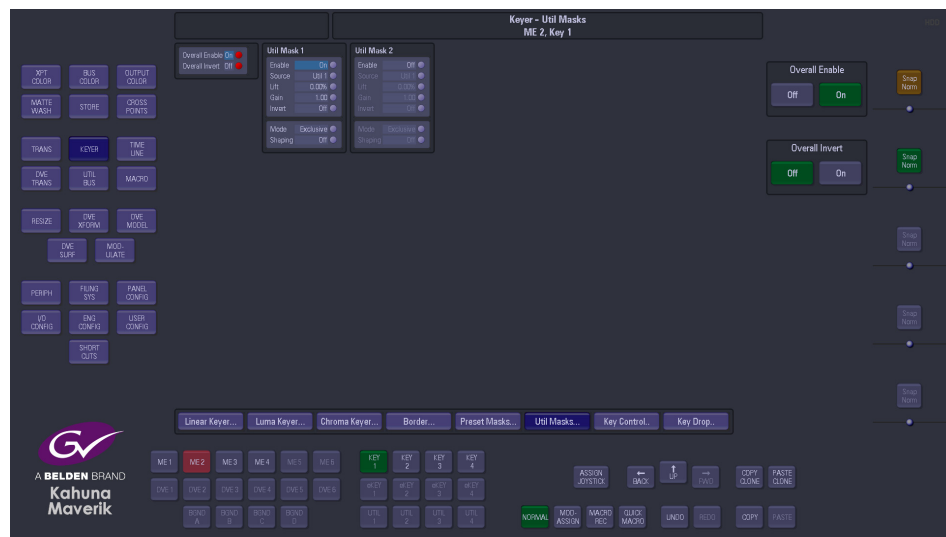 Keyer - Util Masks
ME 2, Key 1
Overall Enable On
Overall Invert Off
Util Mask 1
Enable On
Source Util 1
Lift 0.00%
Gain 1.00
Invert Off
Mode Exclusive
Shaping Off
Util Mask 2
Enable Off
Source Util 1
Lift 0.00%
Gain 1.00
Invert Off
Mode Exclusive
Shaping Off
Overall Enable
Off On
Overall Invert
Off On
Snap
Norm
Snap
Norm
Snap
Norm
Snap
Norm
Snap
Norm
XPT
COLOR
BUS
COLOR
OUTPUT
COLOR
MATTE
WASH
STORE
CROSS
POINTS
TRANS
KEYER
TIME
LINE
DVE
TRANS
UTIL
BUS
MACRO
RESIZE
DVE
XFORM
DVE
MODEL
DVE
SURF
MOD-
ULATE
PERIPH
FILING
SYS
PANEL
CONFIG
I/O
CONFIG
ENG
CONFIG
USER
CONFIG
SHORT
CUTS
Linear Keyer... Luma Keyer... Chroma Keyer... Border... Preset Masks... Util Masks... Key Control.. Key Drop..
GV
A BELDEN BRAND
Kahuna
Maverik
ME 1 ME 2 ME 3 ME 4 ME 5 ME 6
DVE 1 DVE 2 DVE 3 DVE 4 DVE 5 DVE 6
BGND
A
BGND
B
BGND
C
BGND
D
KEY
1
KEY
2
KEY
3
KEY
4
eKEY
1
eKEY
2
eKEY
3
eKEY
4
UTIL
1
UTIL
2
UTIL
3
UTIL
4
ASSIGN
JOYSTICK
BACK
UP
FWD
COPY
CLONE
PASTE
CLONE
NORMAL
MOD-
ASSIGN
MACRO
REC
QUICK
MACRO
UNDO
REDO
COPY
PASTE